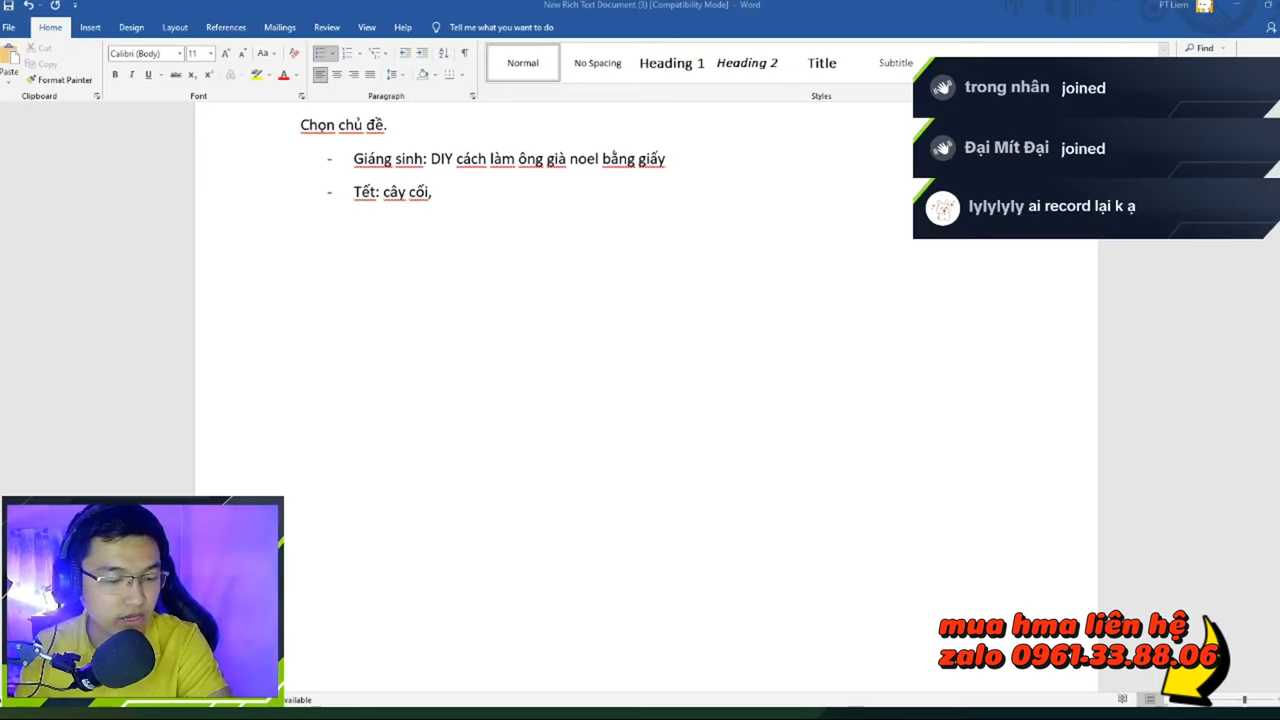 New Rich Text Document (3) [Compatibility Mode] - Word
PT Liem
File Home Insert Design Layout References Mailings Review View Help Tell me what you want to do
Paste
Cut
Copy
Format Painter
Clipboard
Calibri (Body) 11
Font
Paragraph
Normal
No Spacing
Heading 1
Heading 2
Title
Subtitle
Styles
Find
Chọn chủ đề.
- Giáng sinh: DIY cách làm ông già noel bằng giấy
- Tết: cây cối,
trong nhân joined
Đại Mít Đại joined
lylylyly ai record lại k ạ
mua hma liên hệ
zalo 0961.33.88.06
vailable